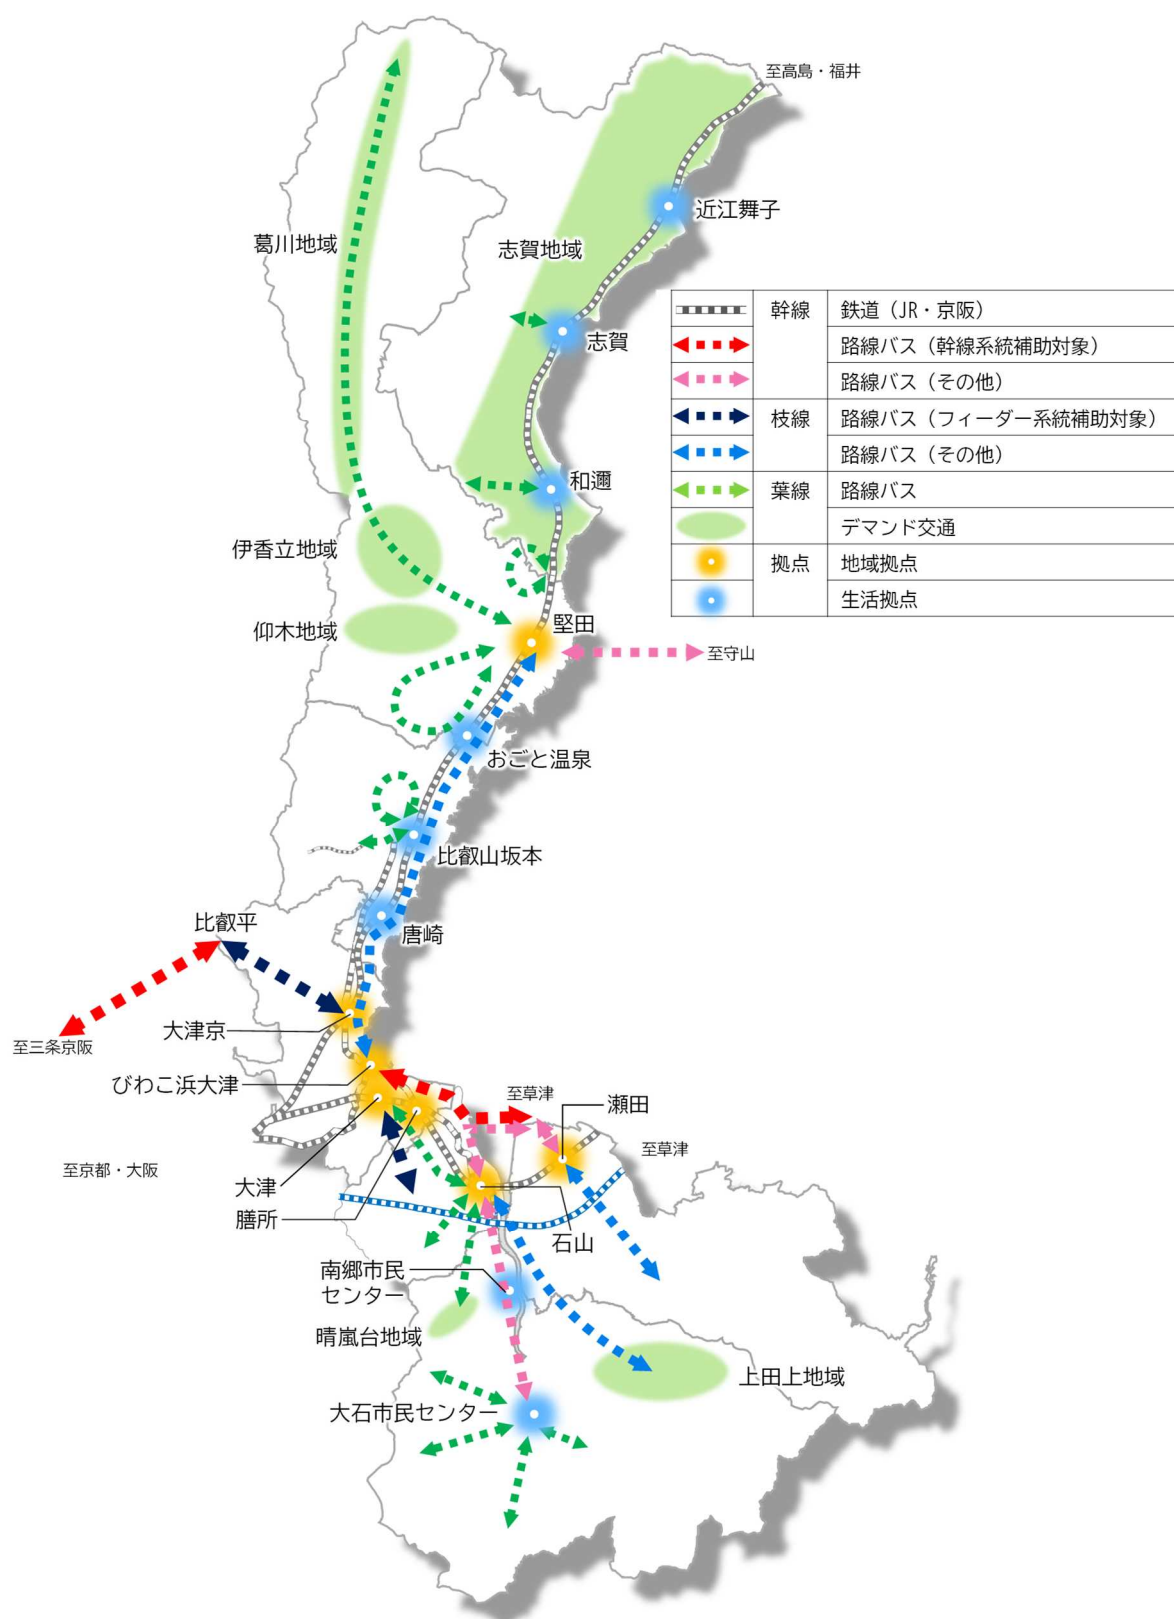 至高島・福井
近江舞子
葛川地域
志賀地域
志賀
幹線
鉄道（JR・京阪）
路線バス（幹線系統補助対象）
路線バス（その他）
枝線
路線バス（フィーダー系統補助対象）
路線バス（その他）
葉線
路線バス
デマンド交通
拠点
地域拠点
生活拠点
和邇
伊香立地域
仰木地域
堅田
至守山
おごと温泉
比叡山坂本
比叡平
唐崎
大津京
至三条京阪
びわこ浜大津
至草津
瀬田
至草津
至京都・大阪
大津
膳所
石山
南郷市民
センター
晴嵐台地域
上田上地域
大石市民センター